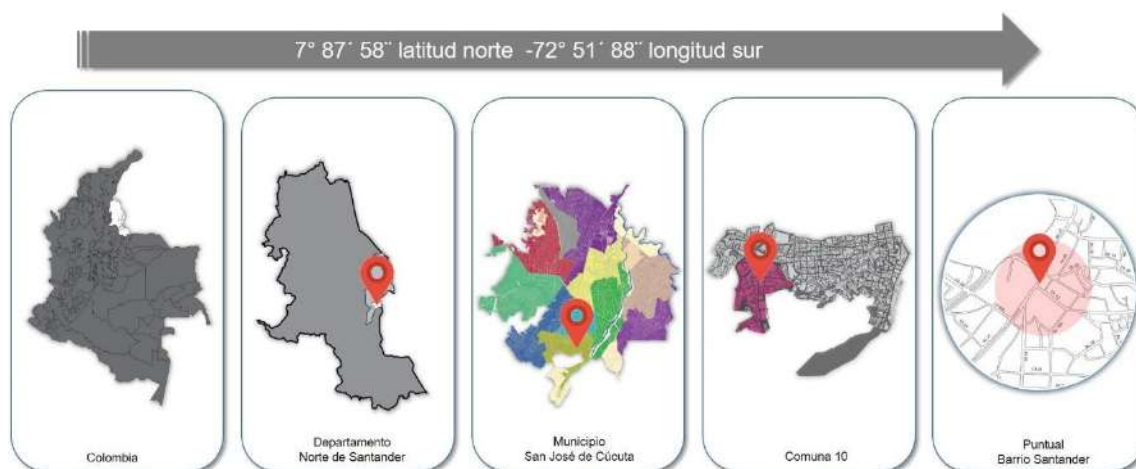 7° 87´ 58¨ latitud norte -72° 51´ 88¨ longitud sur
Colombia
Departamento
Norte de Santander
Municipio
San José de Cúcuta
Comuna 10
Puntual
Barrio Santander